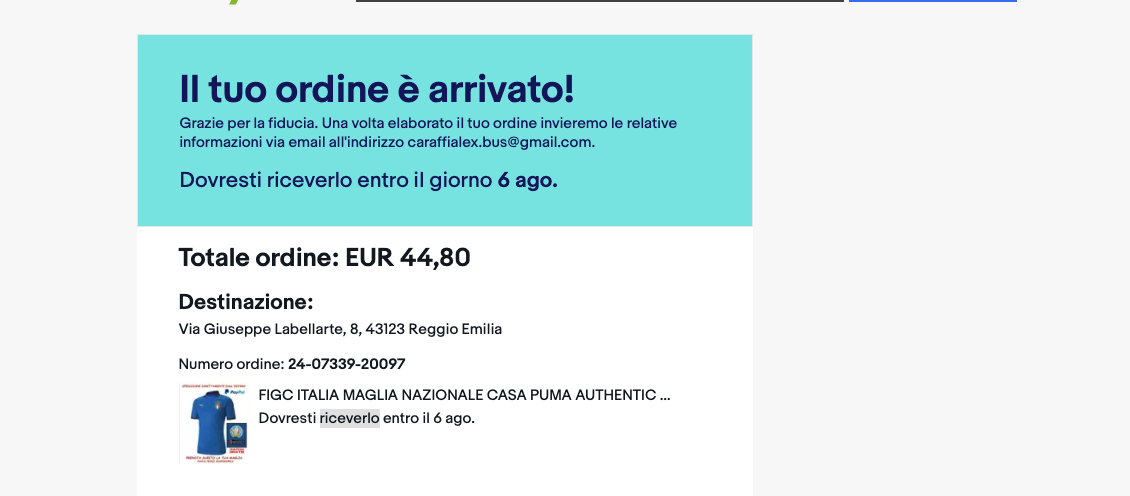 Il tuo ordine è arrivato!
Grazie per la fiducia. Una volta elaborato il tuo ordine invieremo le relative
informazioni via email all'indirizzo caraffialex.bus@gmail.com.
Dovresti riceverlo entro il giorno 6 ago.
Totale ordine: EUR 44,80
Destinazione:
Via Giuseppe Labellarte, 8, 43123 Reggio Emilia
Numero ordine: 24-07339-20097
FIGC ITALIA MAGLIA NAZIONALE CASA PUMA AUTHENTIC ...
Dovresti riceverlo entro il 6 ago.
PayPal